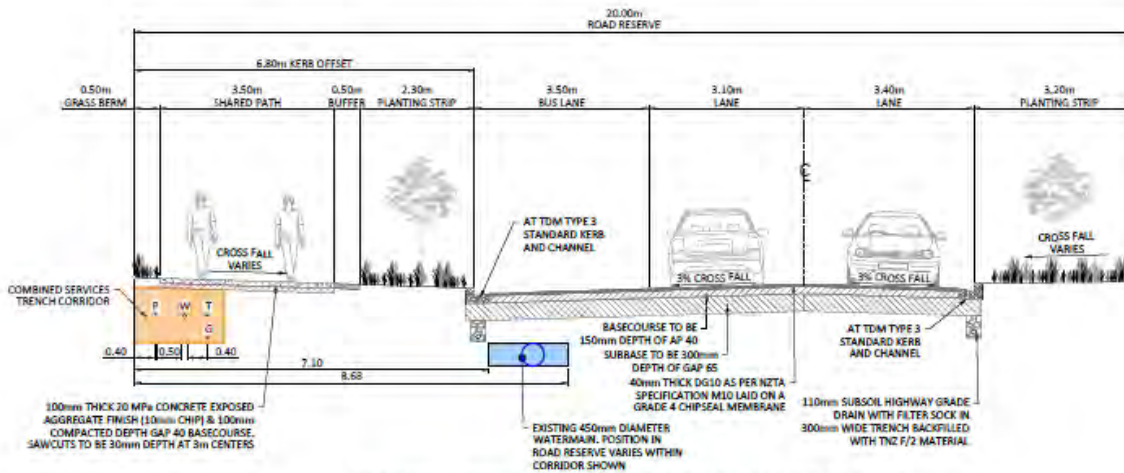 20.00m
ROAD RESERVE
6.80m KERB OFFSET
0.50m
GRASS BERM
3.50m
SHARED PATH
0.50m
BUFFER
2.30m
PLANTING STRIP
3.50m
BUS LANE
3.10m
LANE
3.40m
LANE
3.20m
PLANTING STRIP
CL
AT TDM TYPE 3
STANDARD KERB
AND CHANNEL
CROSS FALL
VARIES
CROSS FALL
VARIES
3% CROSS FALL
3% CROSS FALL
COMBINED SERVICES
TRENCH CORRIDOR
P
W
T
G
0.40
0.50
0.40
7.10
8.63
BASECOURSE TO BE
150mm DEPTH OF AP 40
SUBBASE TO BE 300mm
DEPTH OF GAP 65
40mm THICK DG10 AS PER NZTA
SPECIFICATION M10 LAID ON A
GRADE 4 CHIPSEAL MEMBRANE
AT TDM TYPE 3
STANDARD KERB
AND CHANNEL
100mm THICK 20 MPa CONCRETE EXPOSED
AGGREGATE FINISH (10mm CHIP) & 100mm
COMPACTED DEPTH GAP 40 BASECOURSE.
SAWCUTS TO BE 30mm DEPTH AT 3m CENTERS
EXISTING 450mm DIAMETER
WATERMAIN. POSITION IN
ROAD RESERVE VARIES WITHIN
CORRIDOR SHOWN
110mm SUBSOIL HIGHWAY GRADE
DRAIN WITH FILTER SOCK IN
300mm WIDE TRENCH BACKFILLED
WITH TNZ F/2 MATERIAL